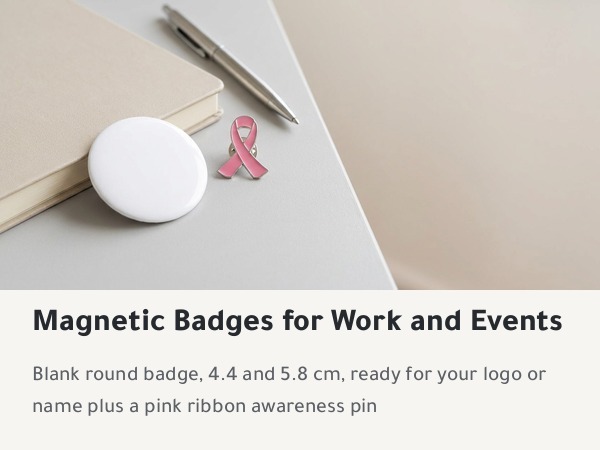 Magnetic Badges for Work and Events
Blank round badge, 4.4 and 5.8 cm, ready for your logo or
name plus a pink ribbon awareness pin